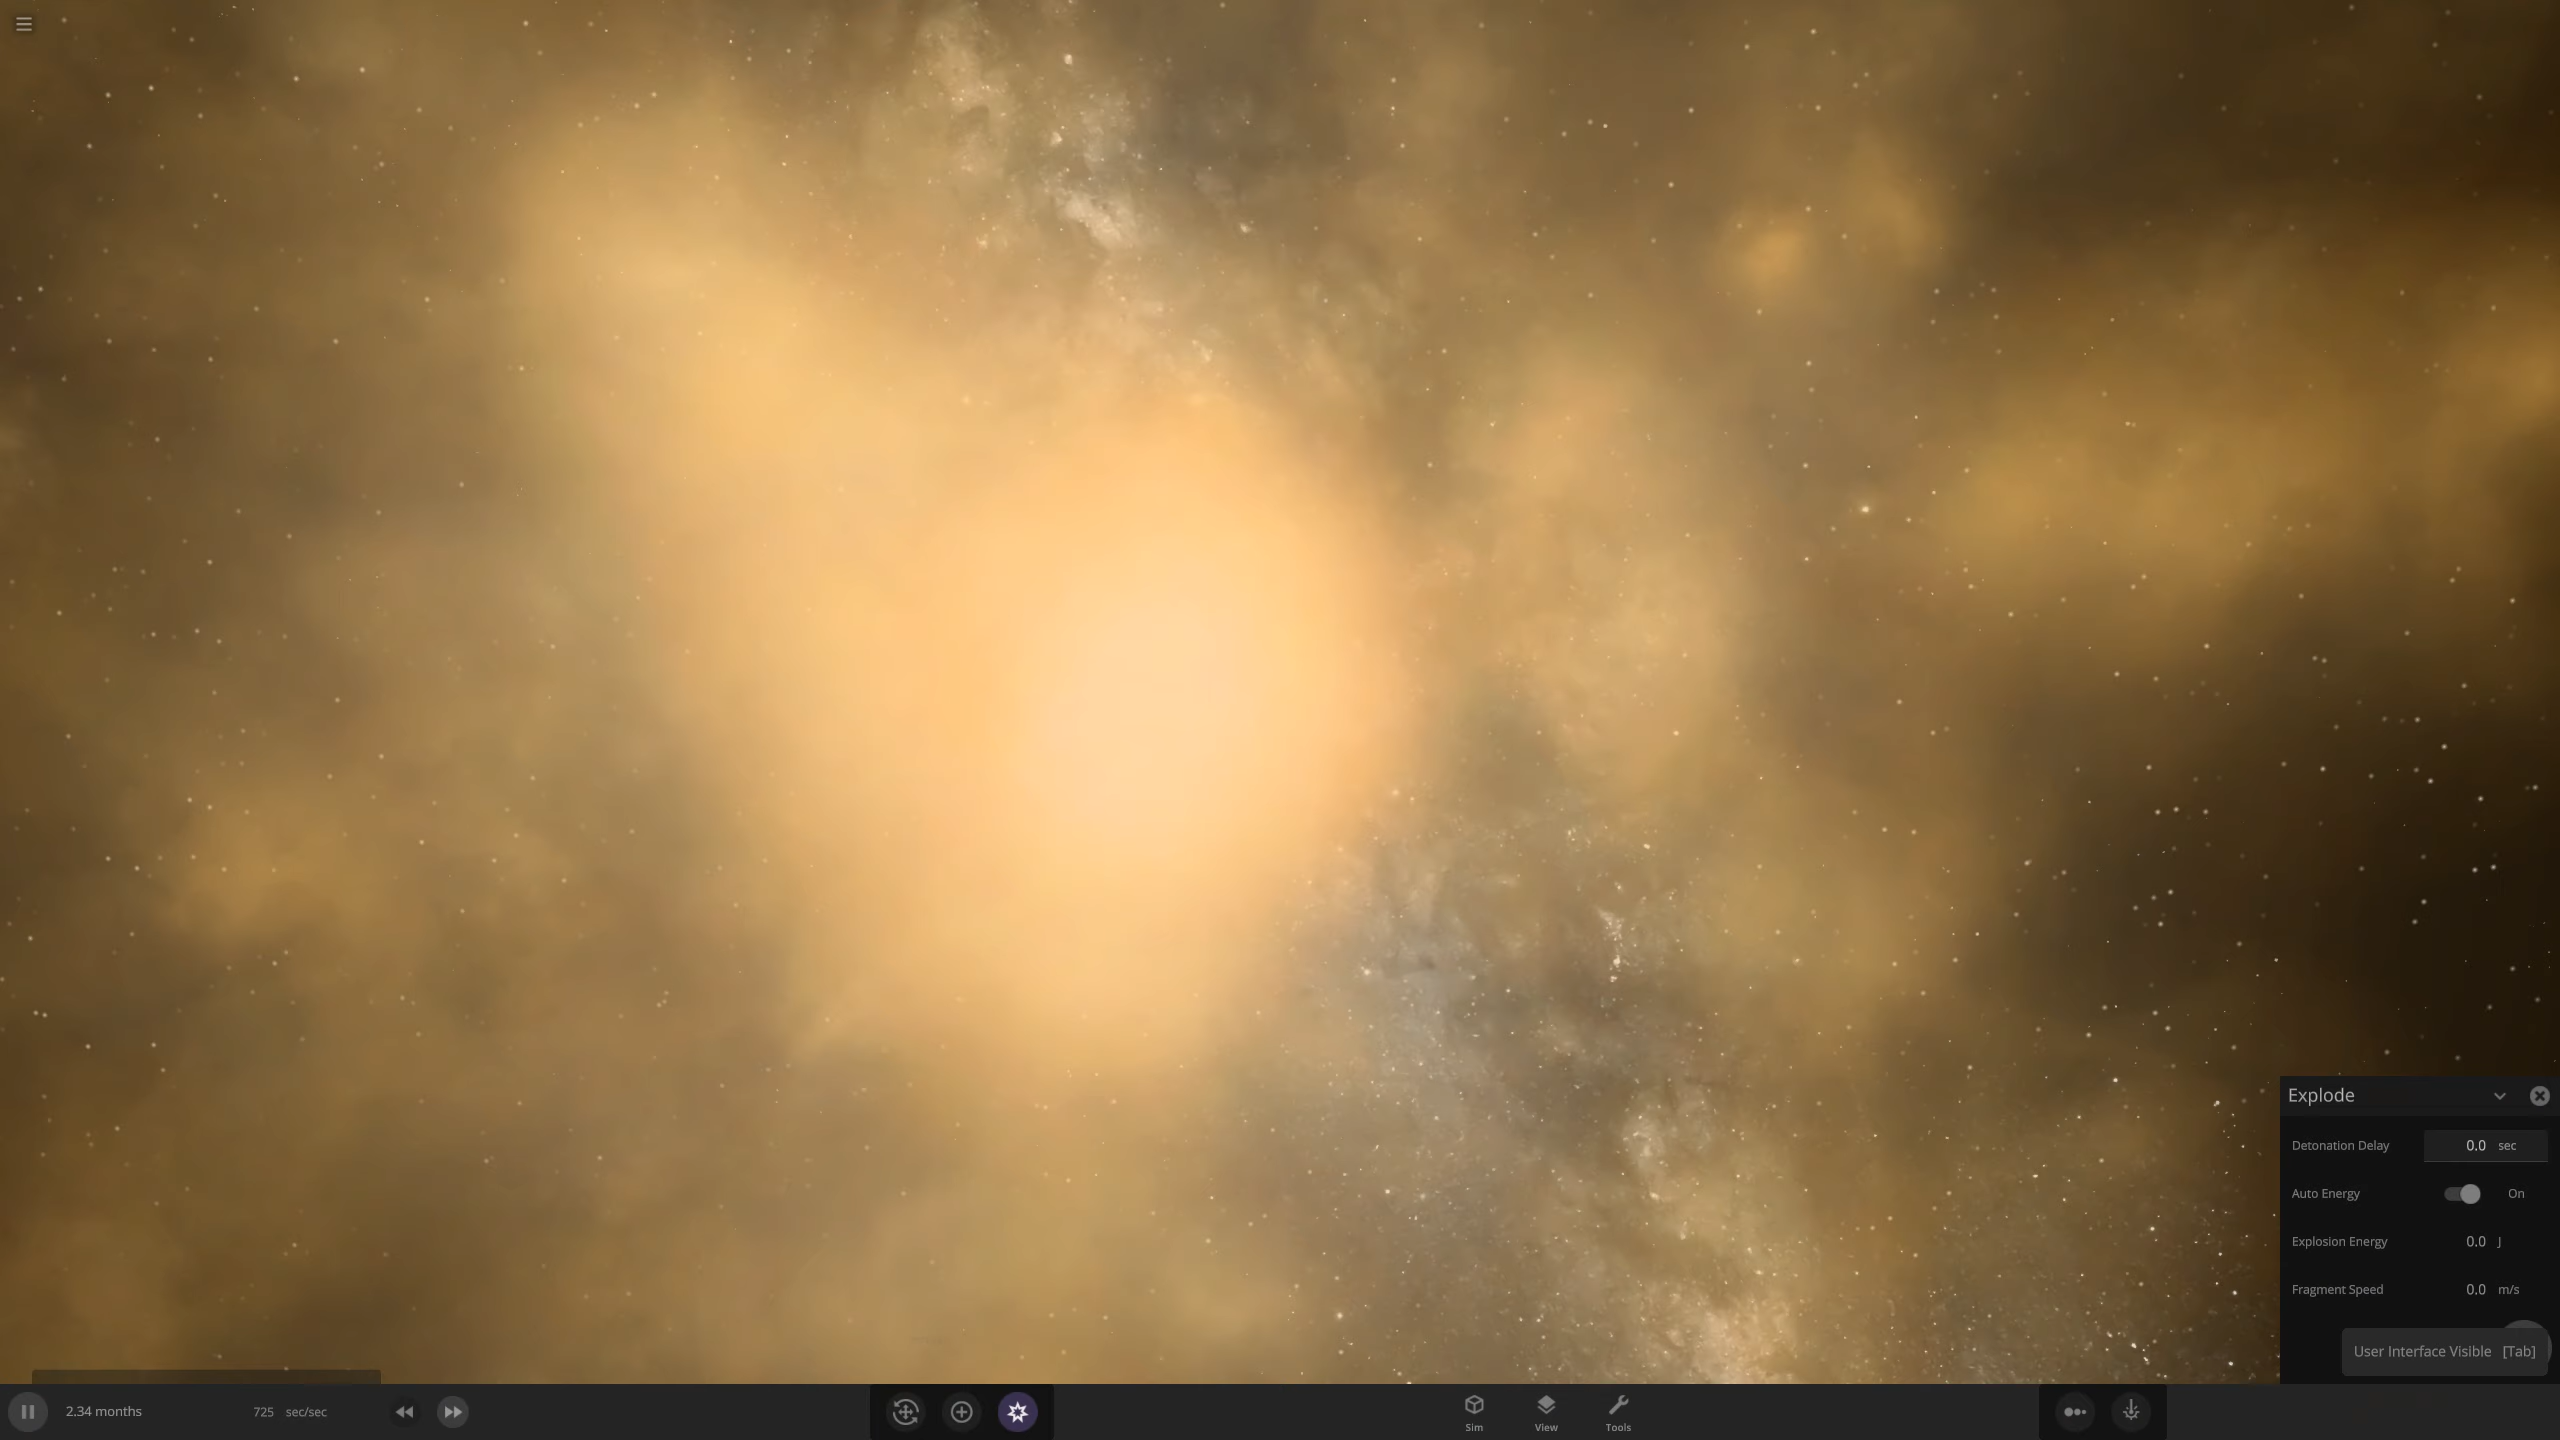 Explode
Detonation Delay 0.0 sec
Auto Energy On
Explosion Energy 0.0 J
Fragment Speed 0.0 m/s
User Interface Visible [Tab]
2.34 months 725 sec/sec Sim View Tools